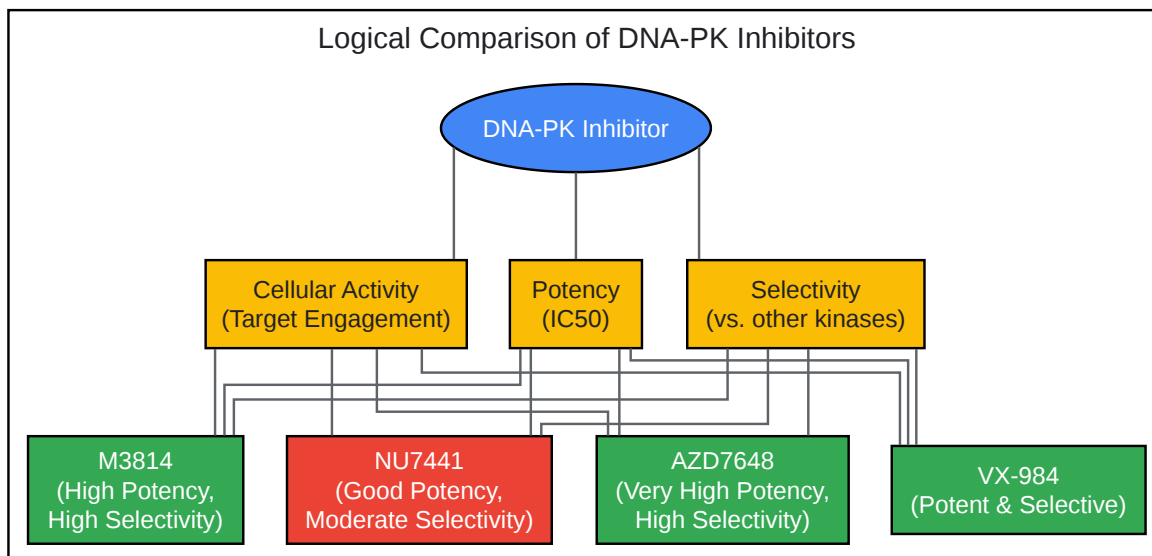 Logical Comparison of DNA-PK Inhibitors
DNA-PK Inhibitor
Cellular Activity
(Target Engagement)
Potency
(IC50)
Selectivity
(vs. other kinases)
M3814
(High Potency,
High Selectivity)
NU7441
(Good Potency,
Moderate Selectivity)
AZD7648
(Very High Potency,
High Selectivity)
VX-984
(Potent & Selective)